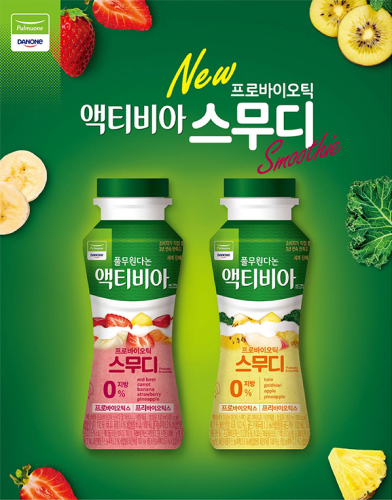 Pulmuone
DANONE
New
프로바이오틱
액티비아 스무디
Smoothie
풀무원다논
액티비아
프로바이오틱
스무디
0%
지방
red beet
carrot
banana
strawberry
pineapple
프로바이오틱스
프리바이오틱스
풀무원다논
액티비아
프로바이오틱
스무디
0%
지방
kale
goldkiwi
apple
pineapple
프로바이오틱스
프리바이오틱스